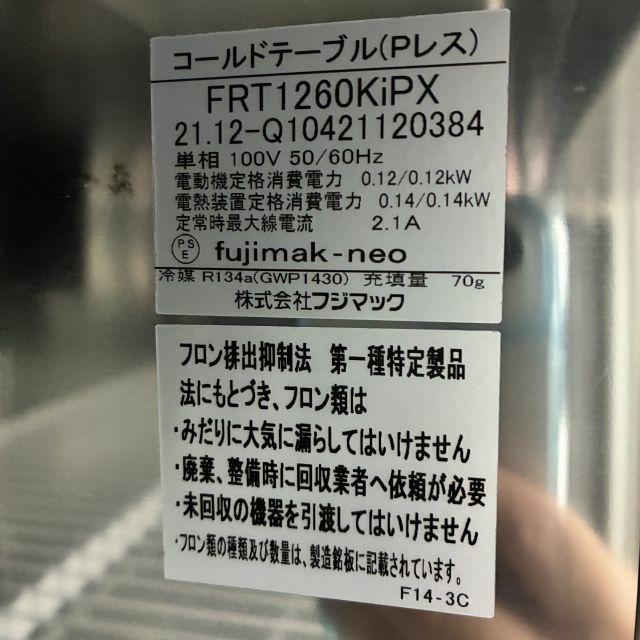 コールドテーブル(Pレス)
FRT1260KiPX
21.12-Q10421120384
単相 100V 50/60Hz
電動機定格消費電力 0.12/0.12kW
電熱装置定格消費電力 0.14/0.14kW
定常時最大線電流 2.1A
PSE fujimak-neo
冷媒 R134a(GWP1430) 充填量 70g
株式会社フジマック
フロン排出抑制法 第一種特定製品
法にもとづき、フロン類は
・みだりに大気に漏らしてはいけません
・廃棄、整備時に回収業者へ依頼が必要
・未回収の機器を引渡してはいけません
・フロン類の種類及び数量は、製造銘板に記載されています。
F14-3C